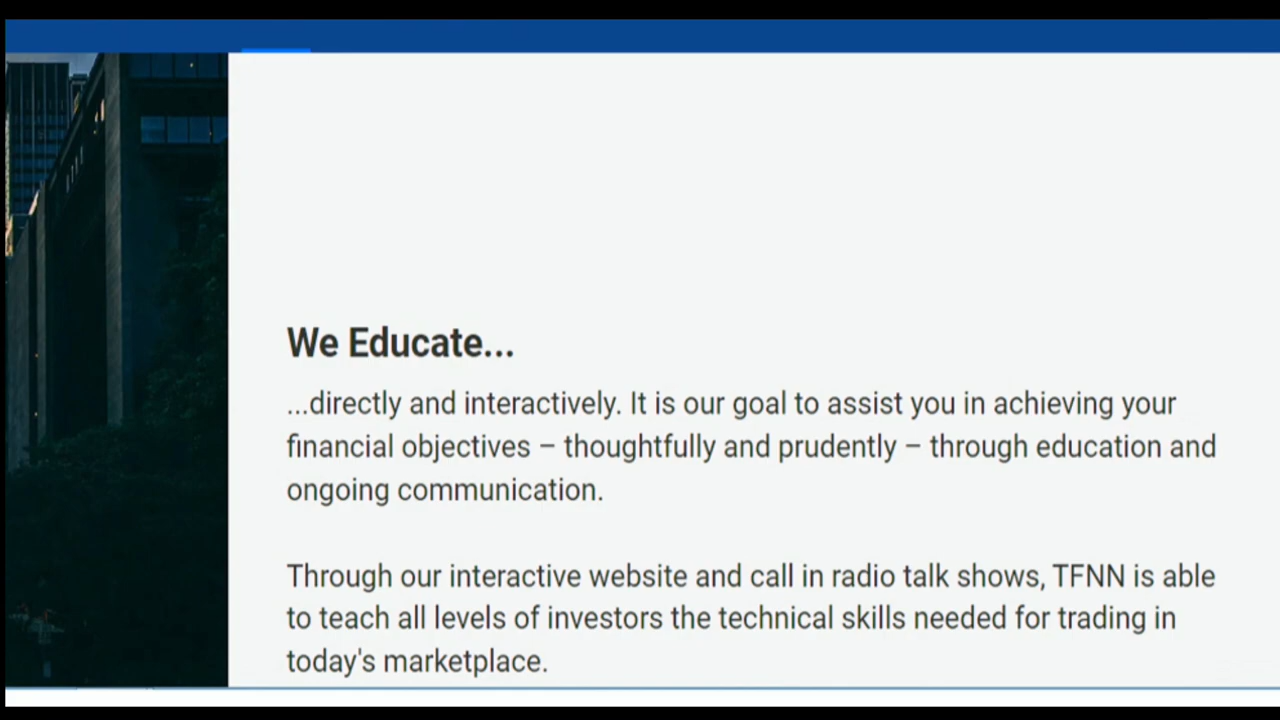 We Educate...
...directly and interactively. It is our goal to assist you in achieving your
financial objectives – thoughtfully and prudently – through education and
ongoing communication.
Through our interactive website and call in radio talk shows, TFNN is able
to teach all levels of investors the technical skills needed for trading in
today's marketplace.